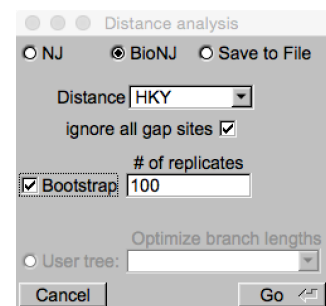 Distance analysis
NJ BioNJ Save to File
Distance HKY
ignore all gap sites
# of replicates
Bootstrap 100
Optimize branch lengths
User tree:
Cancel Go